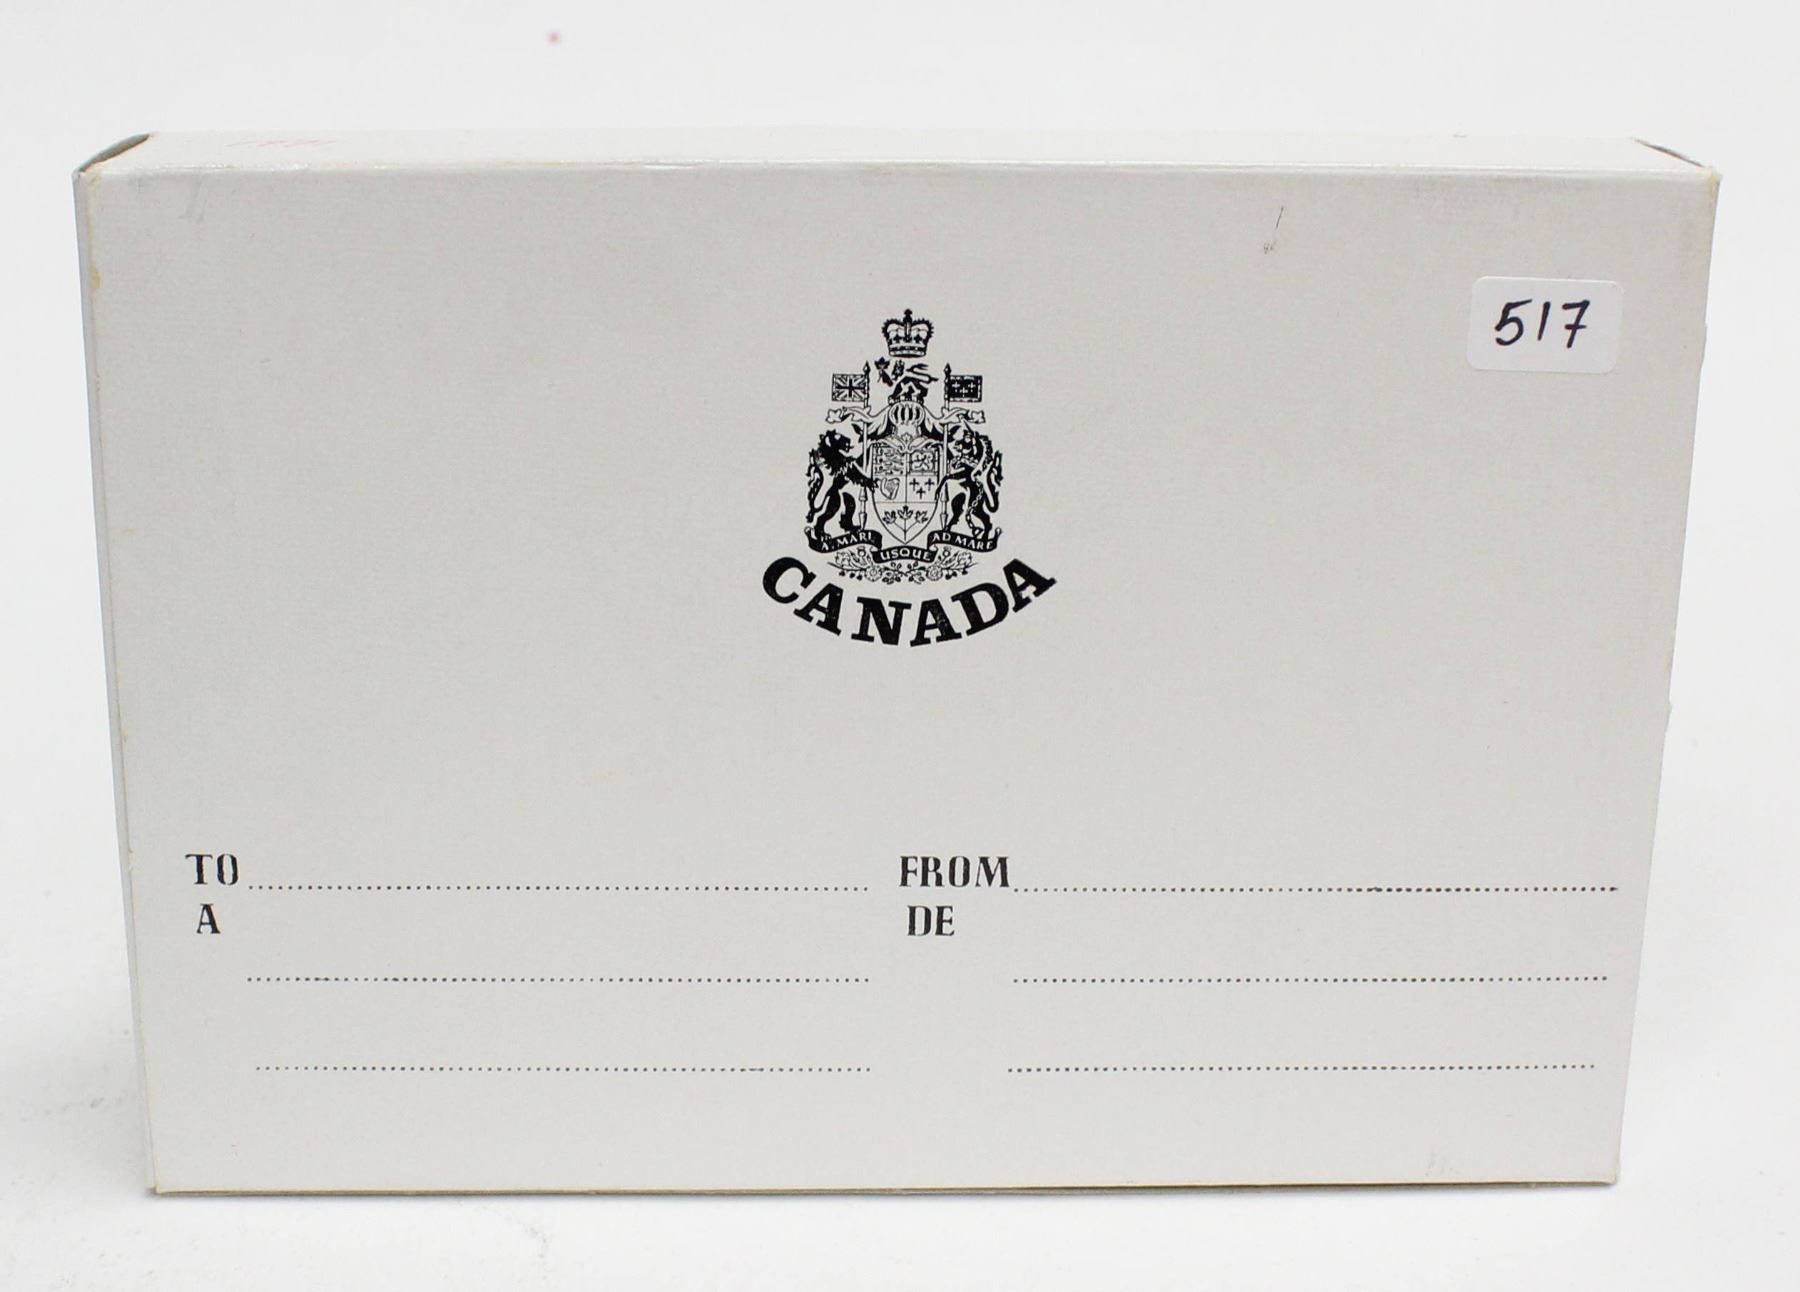 517
A MARI USQUE AD MARE
CANADA
TO
A
FROM
DE